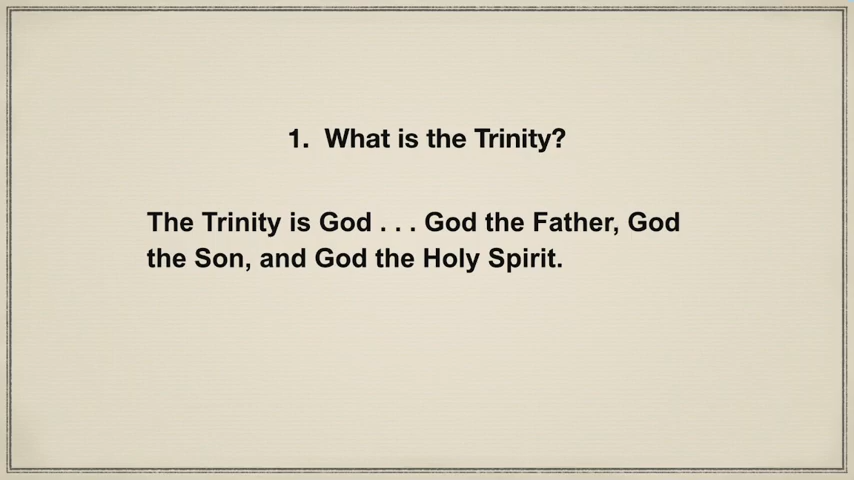 1. What is the Trinity?
The Trinity is God . . . God the Father, God
the Son, and God the Holy Spirit.